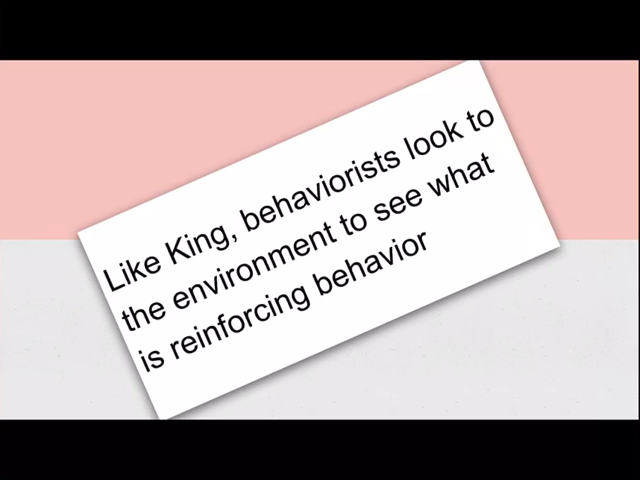 Like King, behaviorists look to
the environment to see what
is reinforcing behavior